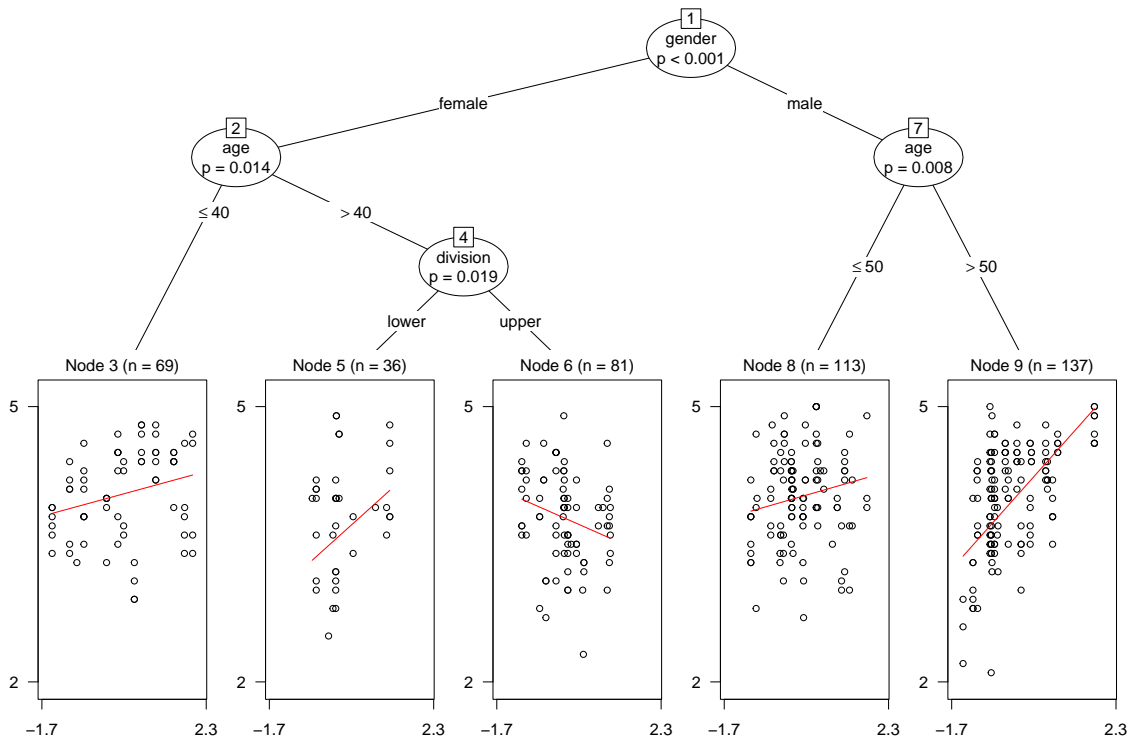 1
gender
p < 0.001
female
male
2
age
p = 0.014
7
age
p = 0.008
≤ 40
> 40
4
division
p = 0.019
≤ 50
> 50
lower
upper
Node 3 (n = 69)
Node 5 (n = 36)
Node 6 (n = 81)
Node 8 (n = 113)
Node 9 (n = 137)
5
5
5
5
5
2
2
2
2
2
−1.7
2.3
−1.7
2.3
−1.7
2.3
−1.7
2.3
−1.7
2.3